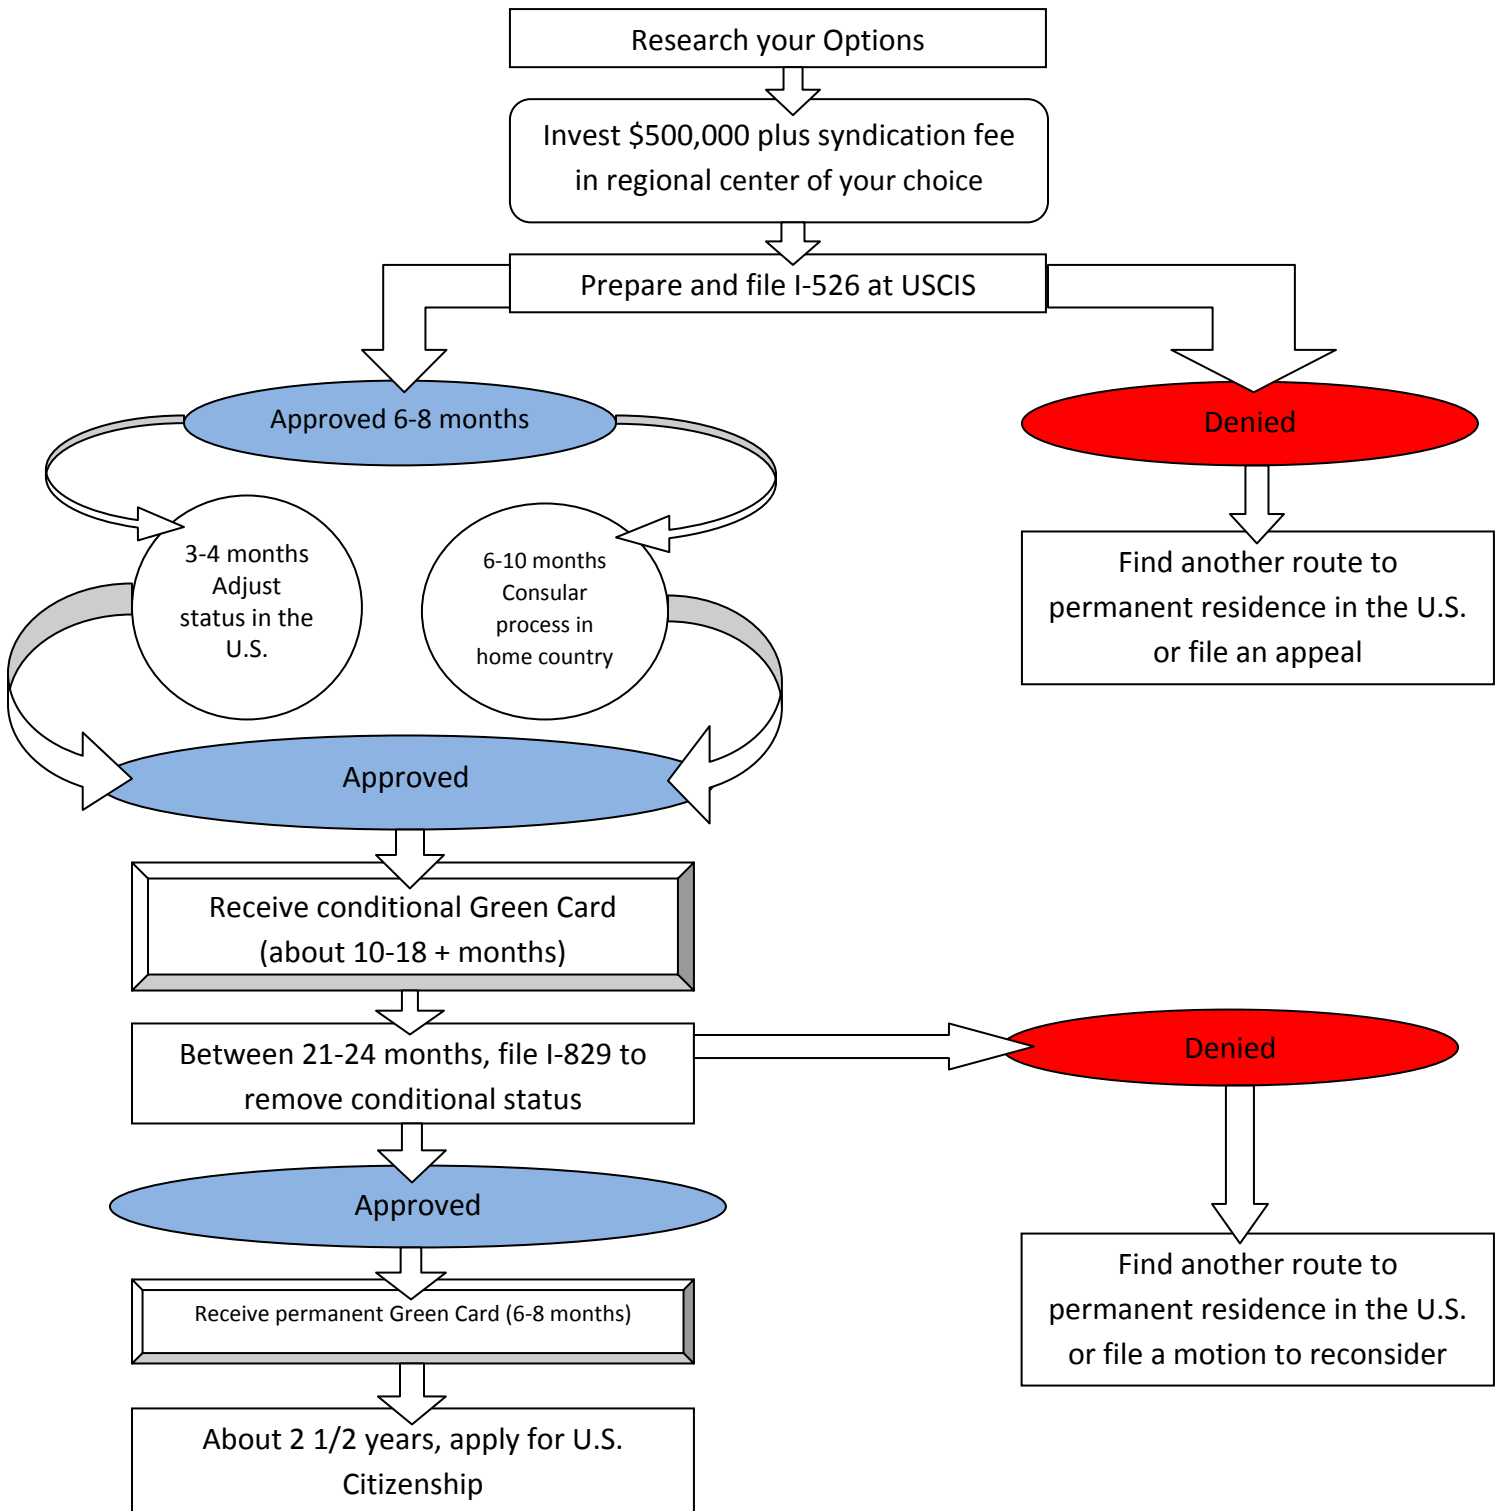 Research your Options
Invest $500,000 plus syndication fee
in regional center of your choice
Prepare and file I-526 at USCIS
Approved 6-8 months
Denied
3-4 months
Adjust
status in the
U.S.
6-10 months
Consular
process in
home country
Find another route to
permanent residence in the U.S.
or file an appeal
Approved
Receive conditional Green Card
(about 10-18 + months)
Between 21-24 months, file I-829 to
remove conditional status
Denied
Approved
Find another route to
permanent residence in the U.S.
or file a motion to reconsider
Receive permanent Green Card (6-8 months)
About 2 1/2 years, apply for U.S.
Citizenship